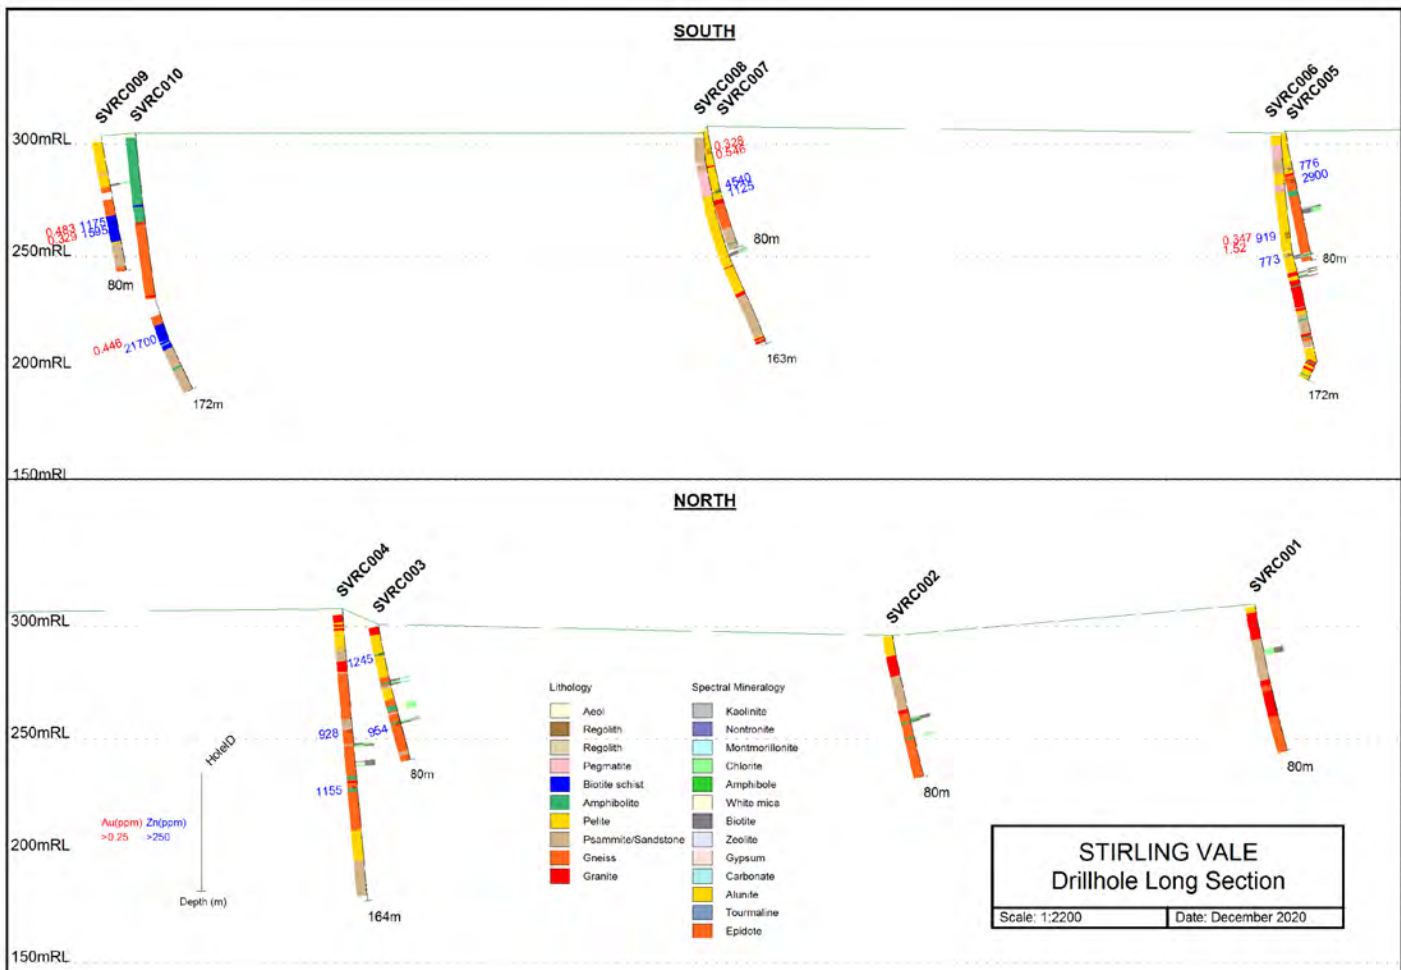 SOUTH
SVRC009
SVRC010
SVRC008
SVRC007
SVRC006
SVRC005
300mRL
0.328
0.546
4540
1125
776
2900
0.483 1175
0.329 1595
80m
0.347 919
1.52
250mRL
773
80m
80m
0.446 21700
200mRL
163m
172m
172m
150mRL
NORTH
SVRC004
SVRC003
SVRC002
SVRC001
300mRL
1245
928
954
250mRL
HoleID
80m
80m
80m
1155
Au(ppm) Zn(ppm)
>0.25 >250
200mRL
Depth (m)
164m
150mRL
Lithology
Aeol
Regolith
Regolith
Pegmatite
Biotite schist
Amphibolite
Pelite
Psammite/Sandstone
Gneiss
Granite
Spectral Mineralogy
Kaolinite
Nontronite
Montmorillonite
Chlorite
Amphibole
White mica
Biotite
Zeolite
Gypsum
Carbonate
Alunite
Tourmaline
Epidote
STIRLING VALE
Drillhole Long Section
Scale: 1:2200
Date: December 2020